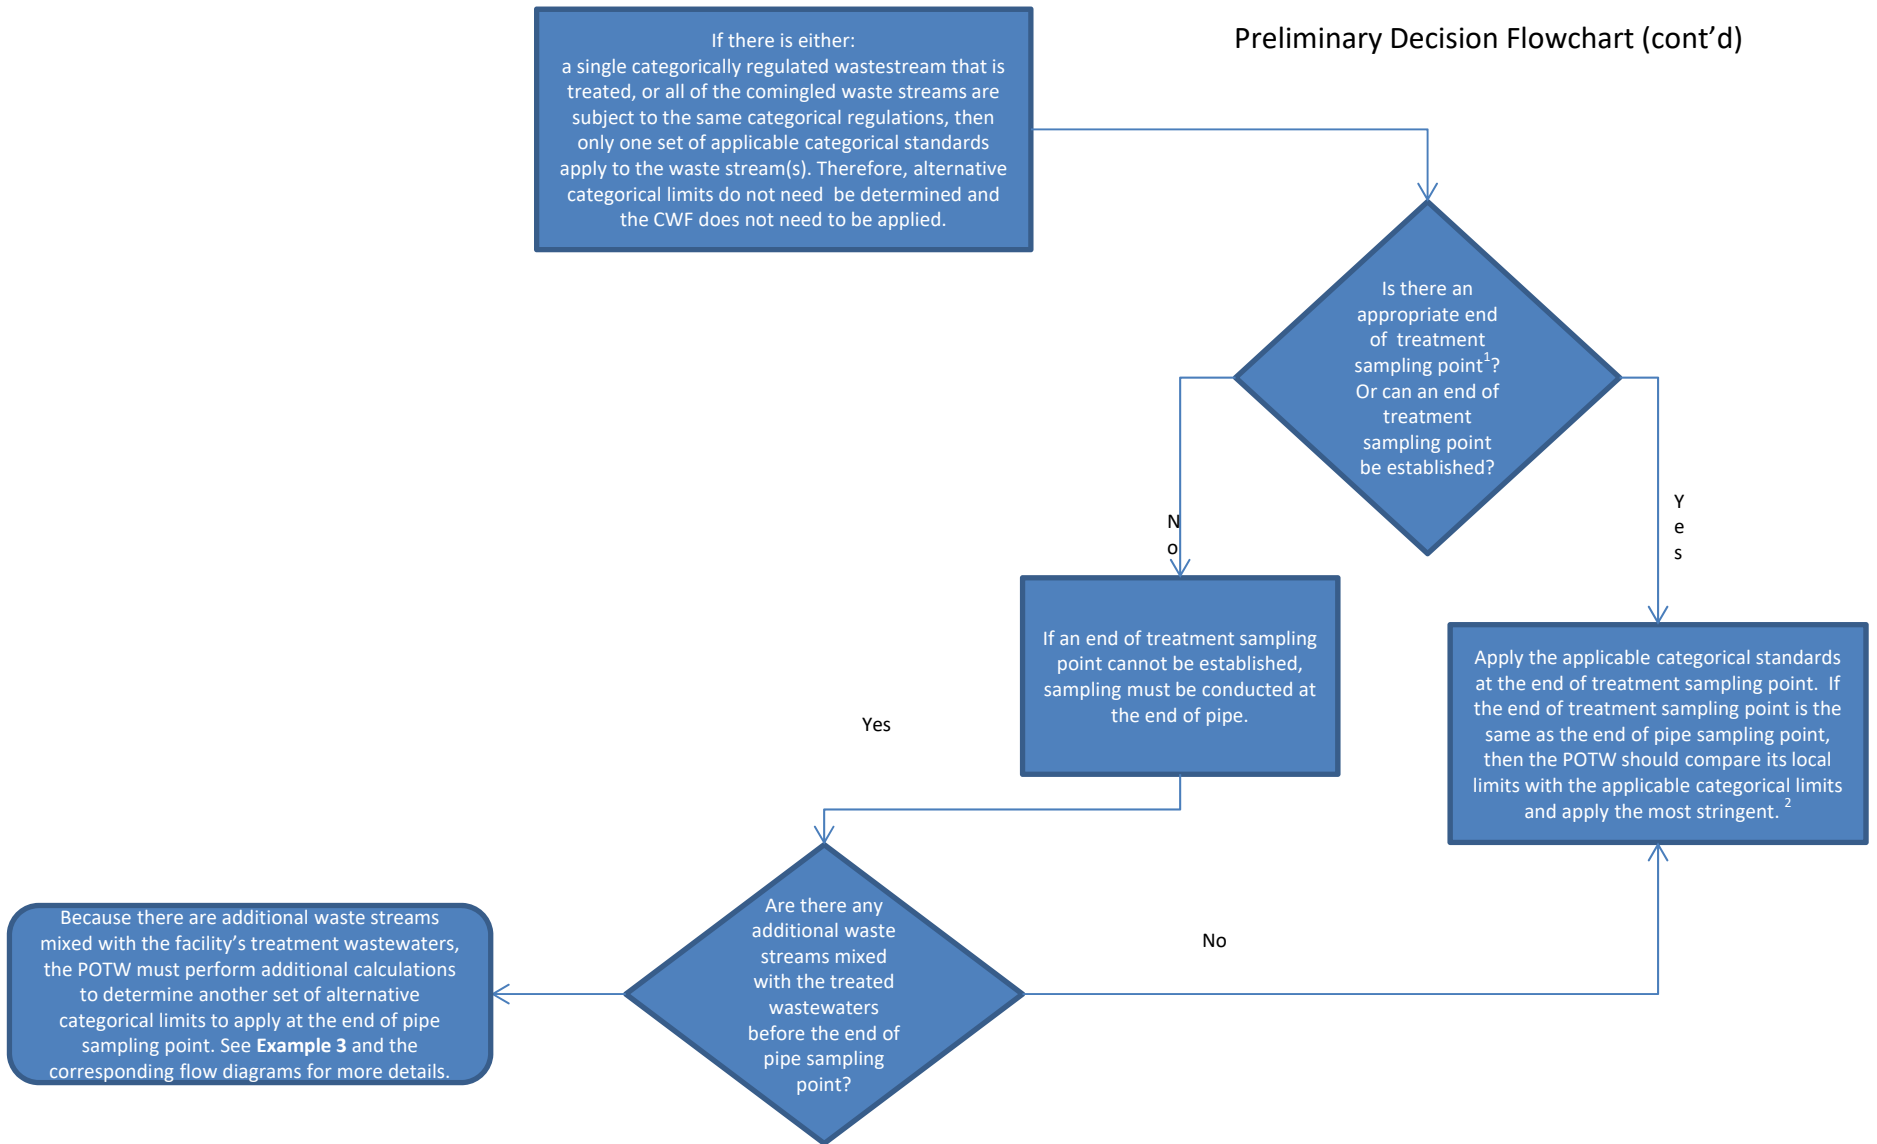 Preliminary Decision Flowchart (cont’d)
If there is either:
a single categorically regulated wastestream that is
treated, or all of the comingled waste streams are
subject to the same categorical regulations, then
only one set of applicable categorical standards
apply to the waste stream(s). Therefore, alternative
categorical limits do not need  be determined and
the CWF does not need to be applied.
Is there an
appropriate end
of  treatment
sampling point1?
Or can an end of
treatment
sampling point
be established?
N
o
Y
e
s
If an end of treatment sampling
point cannot be established,
sampling must be conducted at
the end of pipe.
Apply the applicable categorical standards
at the end of treatment sampling point.  If
the end of treatment sampling point is the
same as the end of pipe sampling point,
then the POTW should compare its local
limits with the applicable categorical limits
and apply the most stringent. 2
Yes
Are there any
additional waste
streams mixed
with the treated
wastewaters
before the end of
pipe sampling
point?
No
Because there are additional waste streams
mixed with the facility’s treatment wastewaters,
the POTW must perform additional calculations
to determine another set of alternative
categorical limits to apply at the end of pipe
sampling point. See Example 3 and the
corresponding flow diagrams for more details.